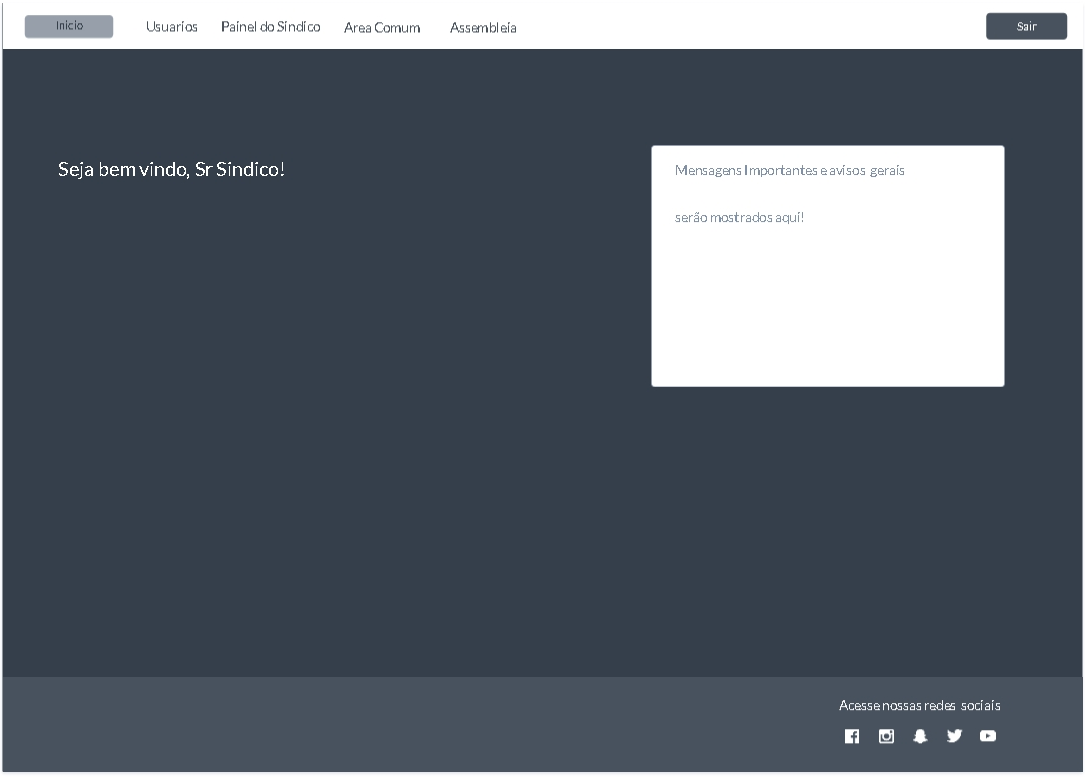 Inicio
Usuarios
Painel do Sindico
Area Comum
Assembleia
Sair
Seja bem vindo, Sr Sindico!
Mensagens Importantes e avisos gerais
serão mostrados aqui!
Acesse nossas redes sociais